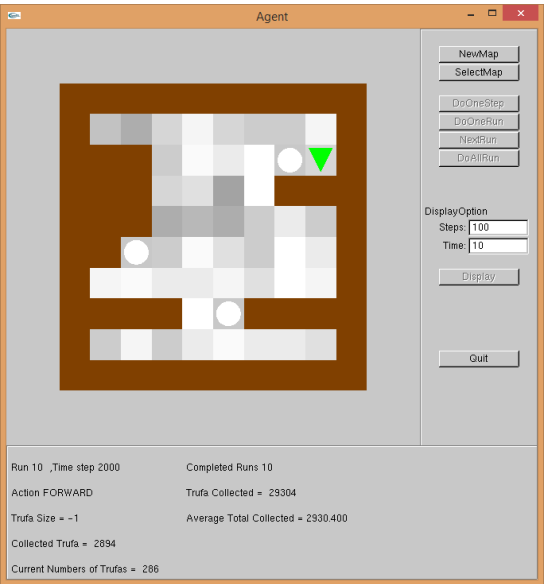 Agent
NewMap
SelectMap
DoOneStep
DoOneRun
NextRun
DoAllRun
DisplayOption
Steps: 100
Time: 10
Display
Quit
Run 10 ,Time step 2000 Completed Runs 10
Action FORWARD Trufa Collected = 29304
Trufa Size = -1 Average Total Collected = 2930.400
Collected Trufa = 2894
Current Numbers of Trufas = 286